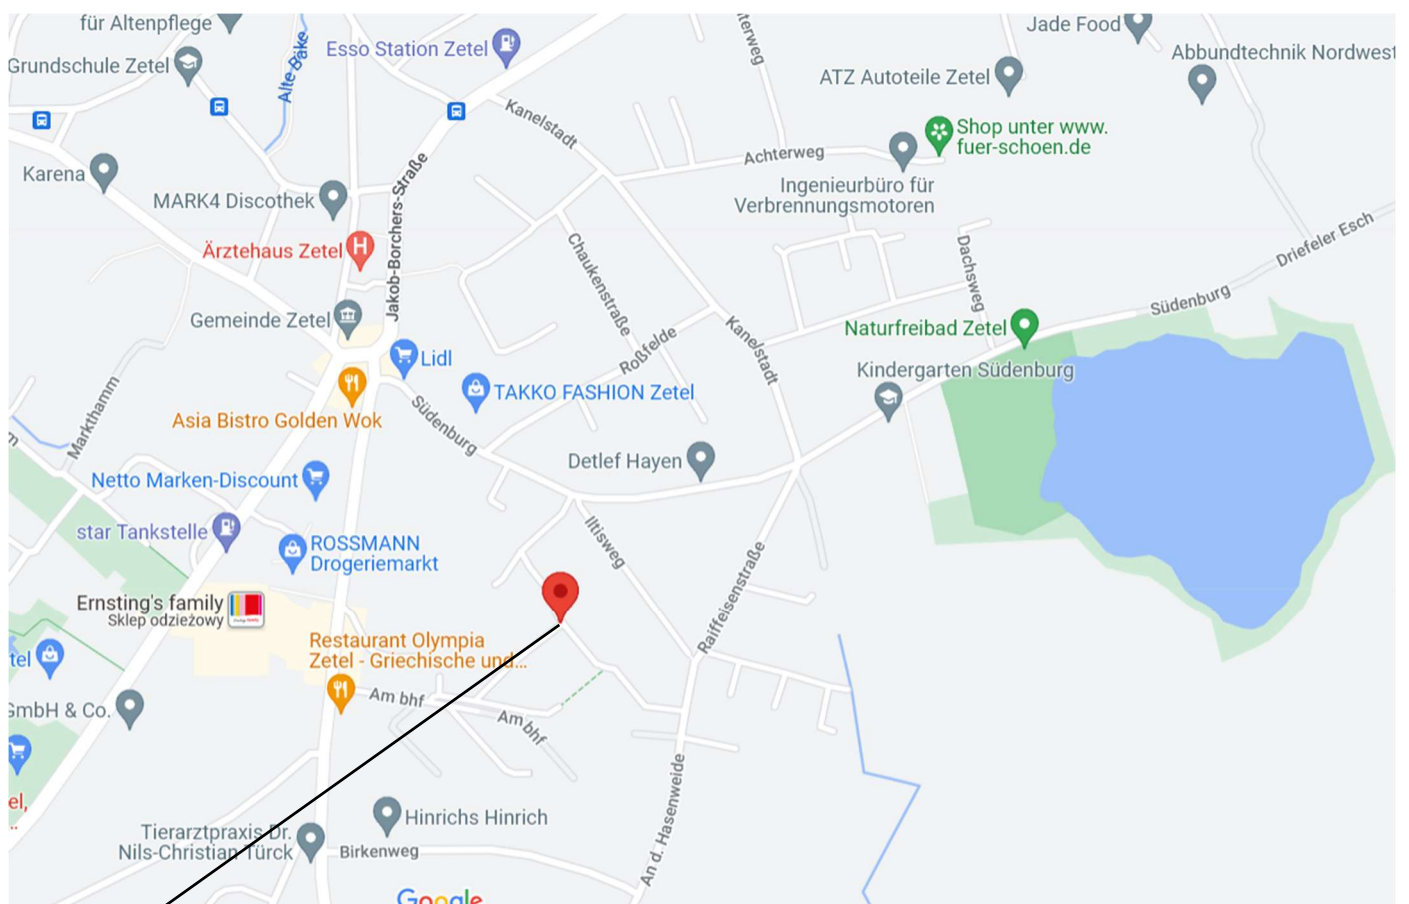 für Altenpflege
Jade Food
Esso Station Zetel
Abbundtechnik Nordwest
Grundschule Zetel
Alte Bäke
ATZ Autoteile Zetel
Kanelstadt
Shop unter www.
fuer-schoen.de
Achterweg
Karena
MARK4 Discothek
Ingenieurbüro für
Verbrennungsmotoren
Jakob-Borchers-Straße
Ärztehaus Zetel
Chaukenstraße
Dachsweg
Driefeler Esch
Südenburg
Gemeinde Zetel
Naturfreibad Zetel
Kanelstadt
Roßfelde
Lidl
Kindergarten Südenburg
TAKKO FASHION Zetel
Asia Bistro Golden Wok
Markthamm
Südenburg
Detlef Hayen
Netto Marken-Discount
star Tankstelle
ROSSMANN
Drogeriemarkt
Iltisweg
Raiffeisenstraße
Ernsting's family
Sklep odzieżowy
Restaurant Olympia
Zetel - Griechische und...
tel
Am bhf
Am bhf
GmbH & Co.
An d. Hasenweide
el,
Hinrichs Hinrich
Tierarztpraxis Dr.
Nils-Christian Türck
Birkenweg
Google